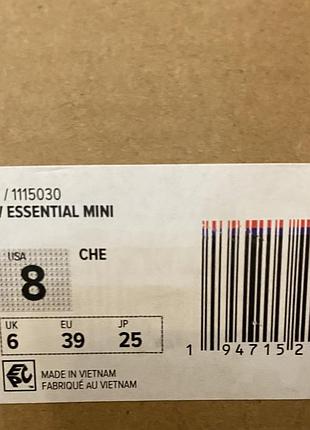 / 1115030
/ ESSENTIAL MINI
USA
8
CHE
UK EU JP
6 39 25
1 94715 2
MADE IN VIETNAM
FABRIQUÉ AU VIETNAM